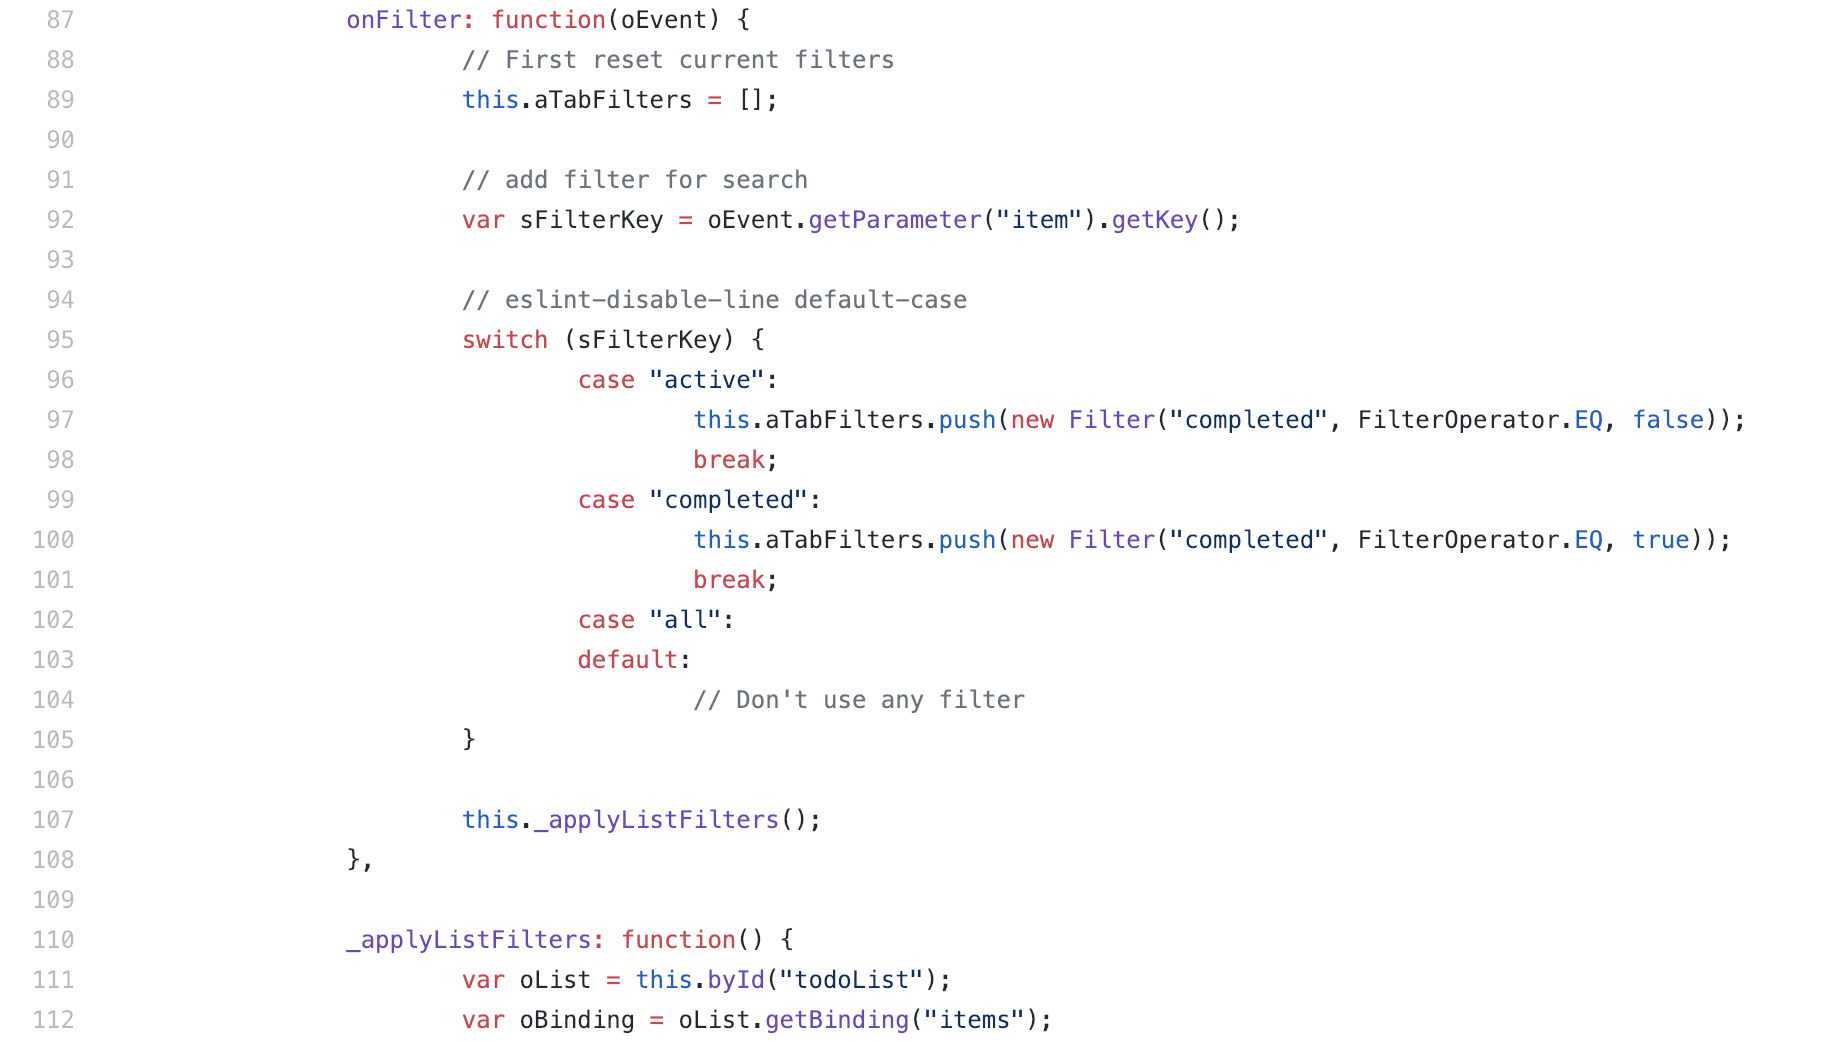 87 onFilter: function(oEvent) {
88 // First reset current filters
89 this.aTabFilters = [];
90
91 // add filter for search
92 var sFilterKey = oEvent.getParameter("item").getKey();
93
94 // eslint-disable-line default-case
95 switch (sFilterKey) {
96 case "active":
97 this.aTabFilters.push(new Filter("completed", FilterOperator.EQ, false));
98 break;
99 case "completed":
100 this.aTabFilters.push(new Filter("completed", FilterOperator.EQ, true));
101 break;
102 case "all":
103 default:
104 // Don't use any filter
105 }
106
107 this._applyListFilters();
108 },
109
110 _applyListFilters: function() {
111 var oList = this.byId("todoList");
112 var oBinding = oList.getBinding("items");